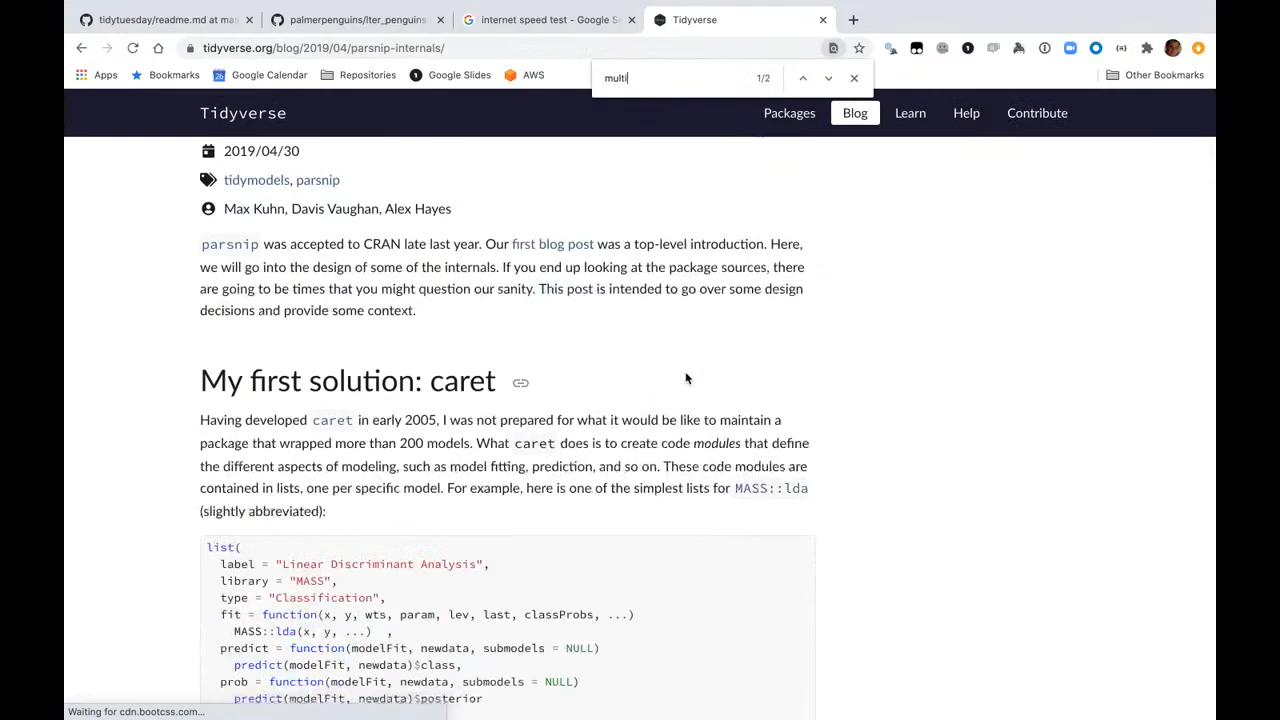 tidytuesday/readme.md at mas
palmerpenguins/lter_penguins.
internet speed test - Google Se
Tidyverse
tidyverse.org/blog/2019/04/parsnip-internals/
Apps
Bookmarks
Google Calendar
Repositories
Google Slides
AWS
Other Bookmarks
multi
1/2
Tidyverse
Packages
Blog
Learn
Help
Contribute
2019/04/30
tidymodels, parsnip
Max Kuhn, Davis Vaughan, Alex Hayes
parsnip was accepted to CRAN late last year. Our first blog post was a top-level introduction. Here,
we will go into the design of some of the internals. If you end up looking at the package sources, there
are going to be times that you might question our sanity. This post is intended to go over some design
decisions and provide some context.
My first solution: caret
Having developed caret in early 2005, I was not prepared for what it would be like to maintain a
package that wrapped more than 200 models. What caret does is to create code modules that define
the different aspects of modeling, such as model fitting, prediction, and so on. These code modules are
contained in lists, one per specific model. For example, here is one of the simplest lists for MASS::lda
(slightly abbreviated):
list(
label = "Linear Discriminant Analysis",
library = "MASS",
type = "Classification",
fit = function(x, y, wts, param, lev, last, classProbs, ...)
MASS::lda(x, y, ...) ,
predict = function(modelFit, newdata, submodels = NULL)
predict(modelFit, newdata)$class,
prob = function(modelFit, newdata, submodels = NULL)
predict(modelFit, newdata)$posterior
Waiting for cdn.bootcss.com...